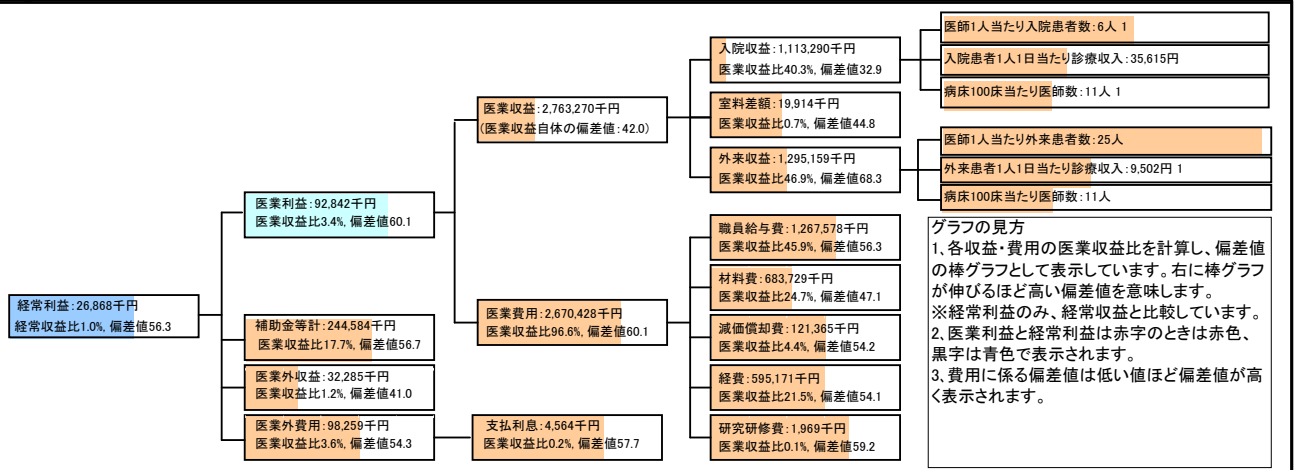 経常利益:26,868千円
経常収益比1.0%, 偏差値56.3
医業利益:92,842千円
医業収益比3.4%, 偏差値60.1
補助金等計:244,584千円
医業収益比17.7%, 偏差値56.7
医業外収益:32,285千円
医業収益比1.2%, 偏差値41.0
医業外費用:98,259千円
医業収益比3.6%, 偏差値54.3
医業収益:2,763,270千円
(医業収益自体の偏差値:42.0)
医業費用:2,670,428千円
医業収益比96.6%, 偏差値60.1
支払利息:4,564千円
医業収益比0.2%, 偏差値57.7
入院収益:1,113,290千円
医業収益比40.3%, 偏差値32.9
室料差額:19,914千円
医業収益比0.7%, 偏差値44.8
外来収益:1,295,159千円
医業収益比46.9%, 偏差値68.3
職員給与費:1,267,578千円
医業収益比45.9%, 偏差値56.3
材料費:683,729千円
医業収益比24.7%, 偏差値47.1
減価償却費:121,365千円
医業収益比4.4%, 偏差値54.2
経費:595,171千円
医業収益比21.5%, 偏差値54.1
研究研修費:1,969千円
医業収益比0.1%, 偏差値59.2
医師1人当たり入院患者数:6人 1
入院患者1人1日当たり診療収入:35,615円
病床100床当たり医師数:11人 1
医師1人当たり外来患者数:25人
外来患者1人1日当たり診療収入:9,502円 1
病床100床当たり医師数:11人
グラフの見方
1、各収益・費用の医業収益比を計算し、偏差値
の棒グラフとして表示しています。右に棒グラフ
が伸びるほど高い偏差値を意味します。
※経常利益のみ、経常収益と比較しています。
2、医業利益と経常利益は赤字のときは赤色、
黒字は青色で表示されます。
3、費用に係る偏差値は低い値ほど偏差値が高
く表示されます。